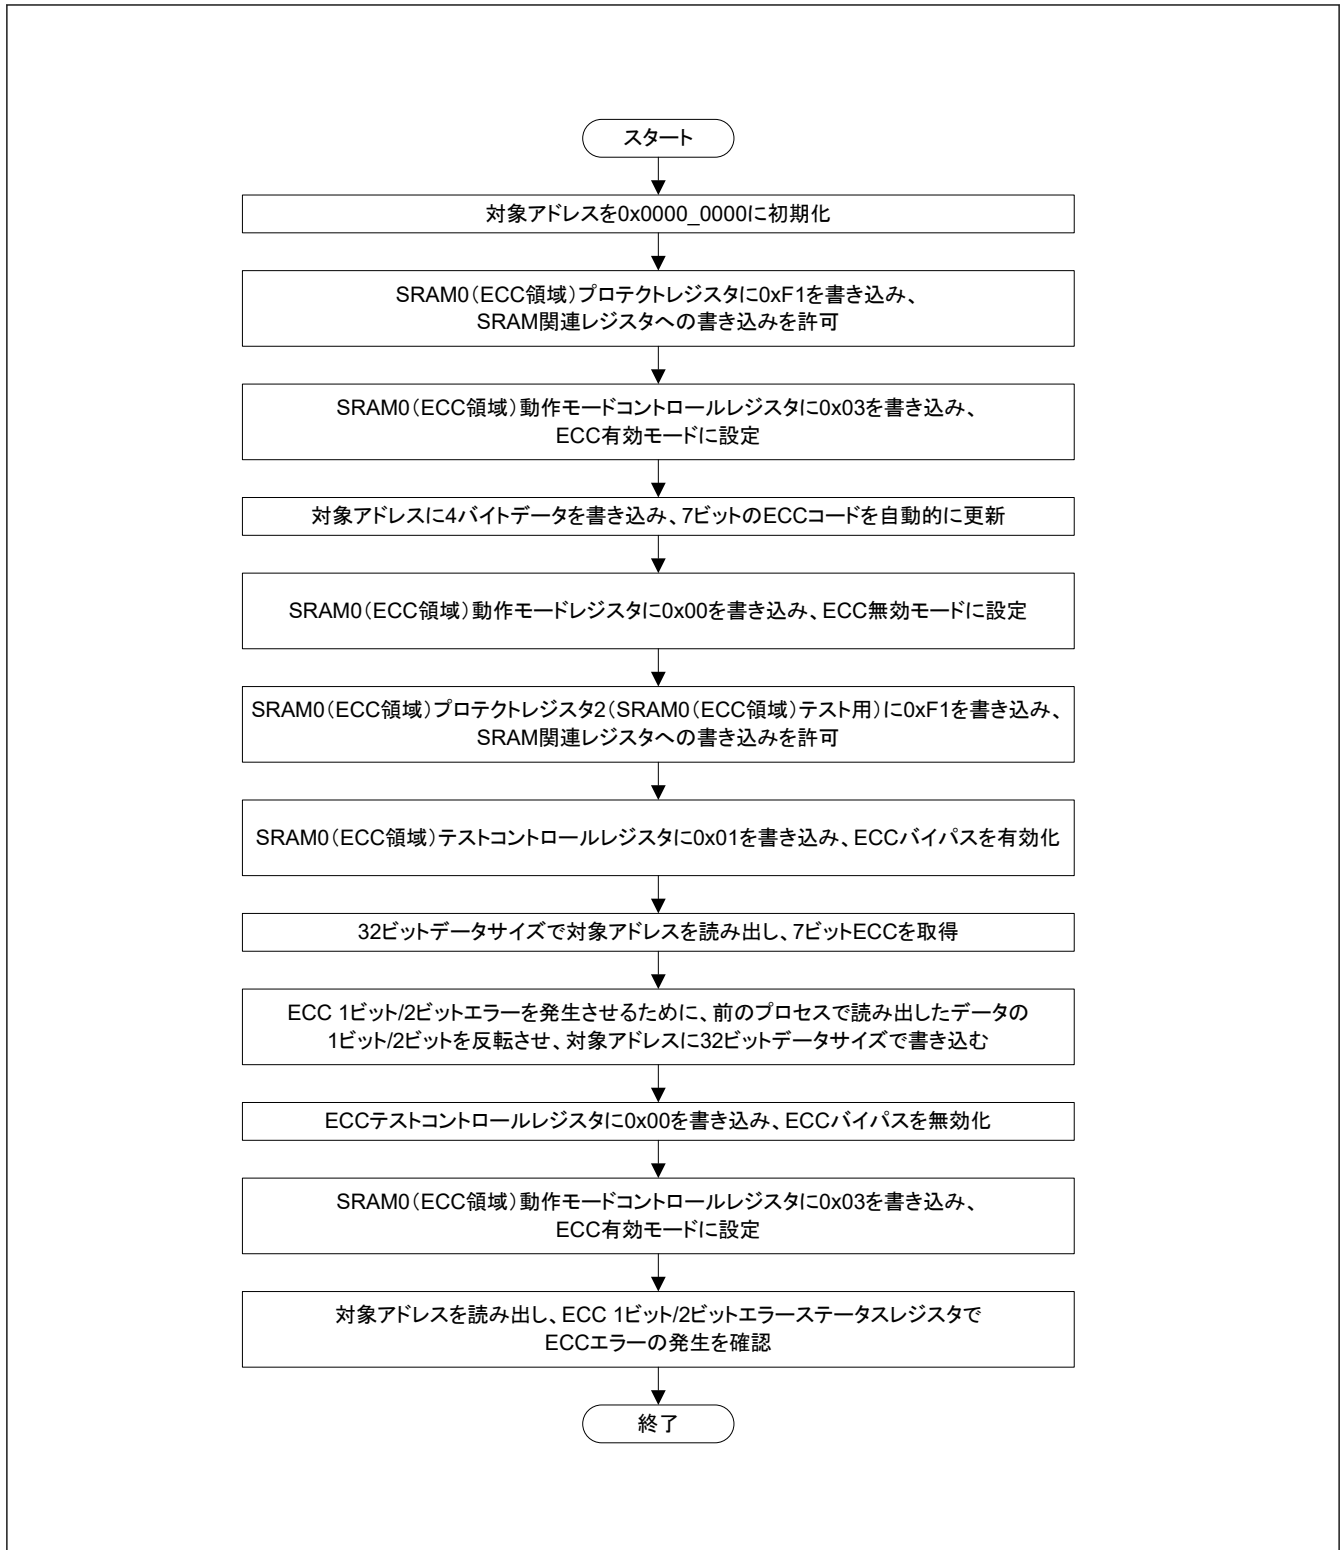 スタート
対象アドレスを0x0000_0000に初期化
SRAM0（ECC領域）プロテクトレジスタに0xF1を書き込み、
SRAM関連レジスタへの書き込みを許可
SRAM0（ECC領域）動作モードコントロールレジスタに0x03を書き込み、
ECC有効モードに設定
対象アドレスに4バイトデータを書き込み、7ビットのECCコードを自動的に更新
SRAM0（ECC領域）動作モードレジスタに0x00を書き込み、ECC無効モードに設定
SRAM0（ECC領域）プロテクトレジスタ2（SRAM0（ECC領域）テスト用）に0xF1を書き込み、
SRAM関連レジスタへの書き込みを許可
SRAM0（ECC領域）テストコントロールレジスタに0x01を書き込み、ECCバイパスを有効化
32ビットデータサイズで対象アドレスを読み出し、7ビットECCを取得
ECC 1ビット/2ビットエラーを発生させるために、前のプロセスで読み出したデータの
1ビット/2ビットを反転させ、対象アドレスに32ビットデータサイズで書き込む
ECCテストコントロールレジスタに0x00を書き込み、ECCバイパスを無効化
SRAM0（ECC領域）動作モードコントロールレジスタに0x03を書き込み、
ECC有効モードに設定
対象アドレスを読み出し、ECC 1ビット/2ビットエラーステータスレジスタで
ECCエラーの発生を確認
終了